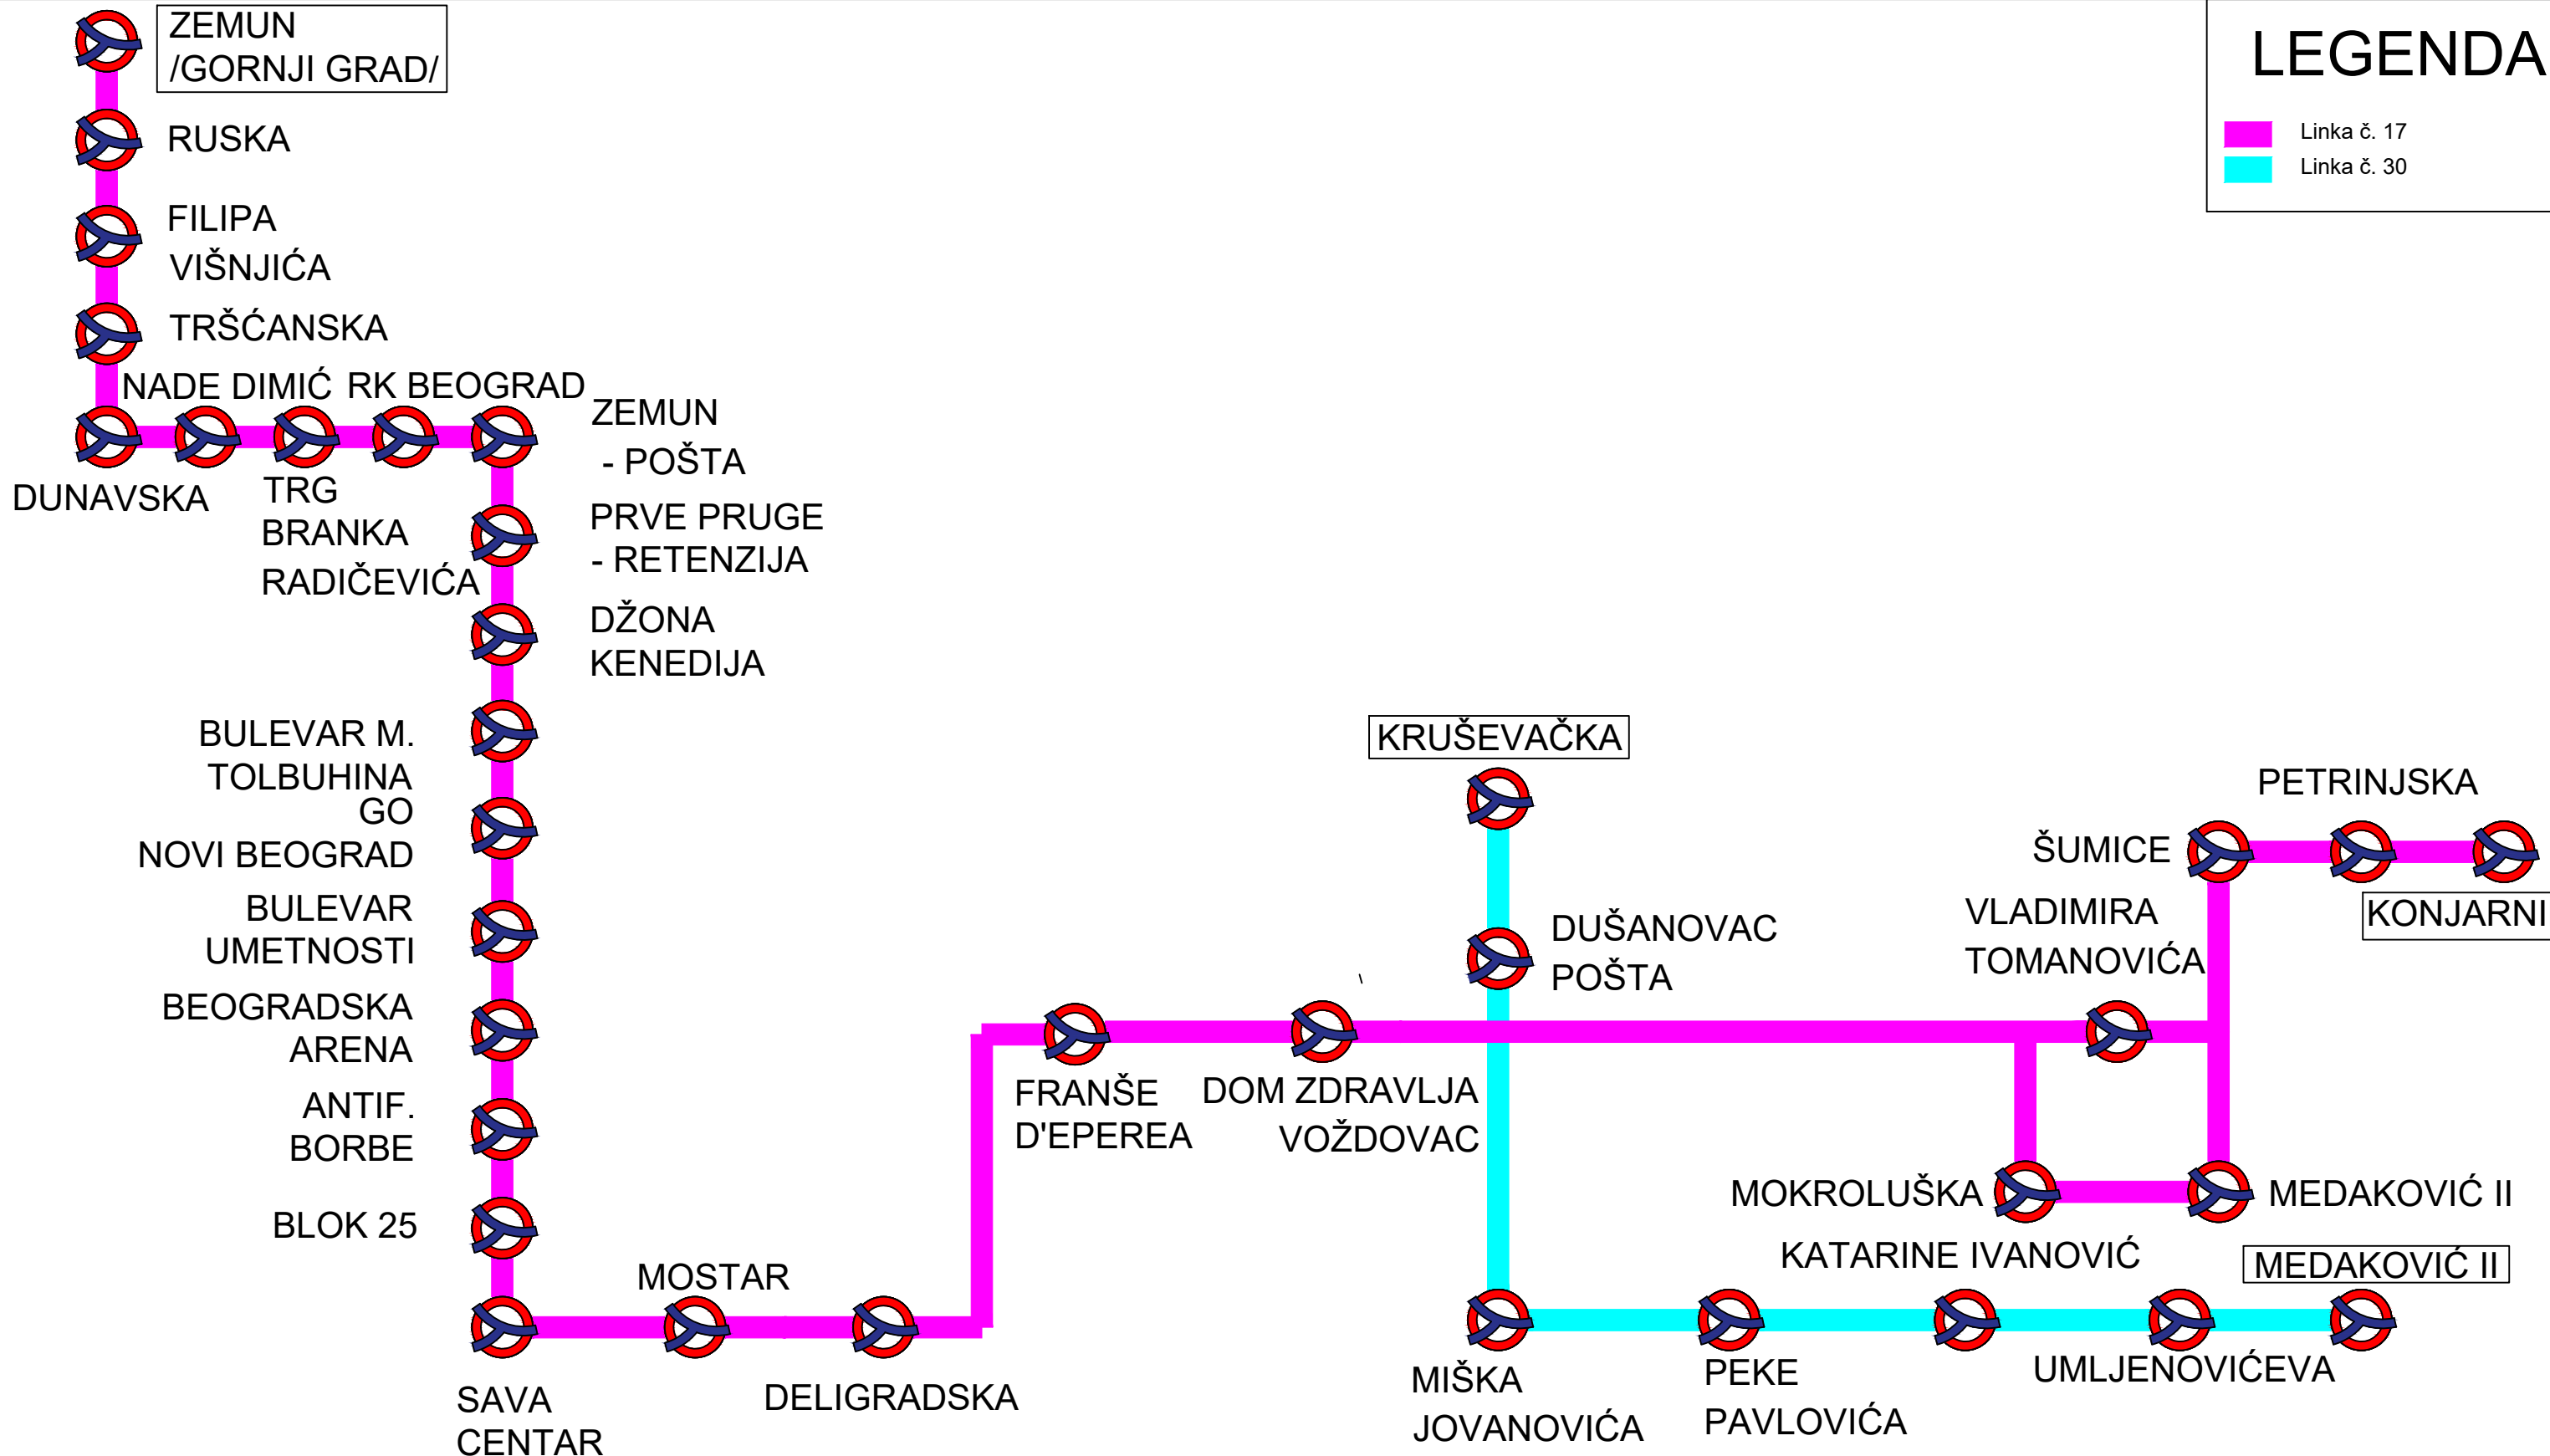 ZEMUN
/GORNJI GRAD/
LEGENDA
Linka č. 17
Linka č. 30
RUSKA
FILIPA
VIŠNJIĆA
TRŠĆANSKA
NADE DIMIĆ
RK BEOGRAD
ZEMUN
- POŠTA
DUNAVSKA
TRG
BRANKA
RADIČEVIĆA
PRVE PRUGE
- RETENZIJA
DŽONA
KENEDIJA
BULEVAR M.
TOLBUHINA
GO
NOVI BEOGRAD
BULEVAR
UMETNOSTI
BEOGRADSKA
ARENA
ANTIF.
BORBE
BLOK 25
SAVA
CENTAR
MOSTAR
DELIGRADSKA
FRANŠE
D'EPEREA
DOM ZDRAVLJA
VOŽDOVAC
KRUŠEVAČKA
DUŠANOVAC
POŠTA
MIŠKA
JOVANOVIĆA
PEKE
PAVLOVIĆA
KATARINE IVANOVIĆ
UMLJENOVIĆEVA
MEDAKOVIĆ II
MOKROLUŠKA
MEDAKOVIĆ II
VLADIMIRA
TOMANOVIĆA
ŠUMICE
PETRINJSKA
KONJARNI